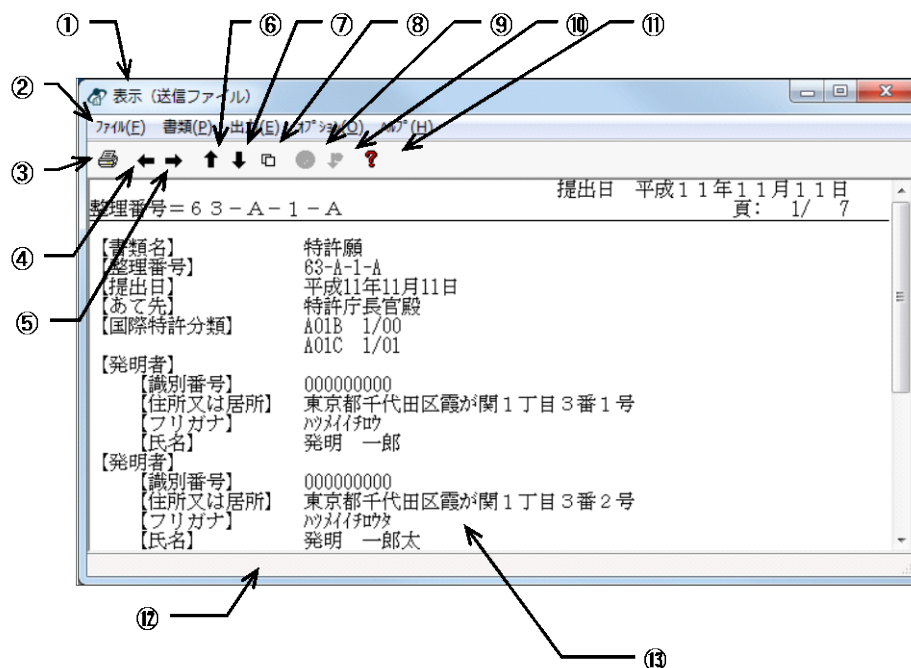 ① ⑥ ⑦ ⑧ ⑨ ⑩ ⑪
② 表示（送信ファイル）
ﾌｧｲﾙ(F) 書類(P) 出力(E) ｵﾌﾟｼｮﾝ(O) ﾍﾙﾌﾟ(H)
③ ?
提出日 平成１１年１１月１１日
整理番号＝６３－Ａ－１－Ａ 頁： 1/ 7
④ 【書類名】 特許願
【整理番号】 63-A-1-A
【提出日】 平成11年11月11日
【あて先】 特許庁長官殿
⑤ 【国際特許分類】 A01B 1/00
A01C 1/01
【発明者】
【識別番号】 000000000
【住所又は居所】 東京都千代田区霞が関１丁目３番１号
【フリガナ】 ﾊﾂﾒｲｲﾁﾛｳ
【氏名】 発明 一郎
【発明者】
【識別番号】 000000000
【住所又は居所】 東京都千代田区霞が関１丁目３番２号
【フリガナ】 ﾊﾂﾒｲｲﾁﾛｳﾀ
【氏名】 発明 一郎太
⑫
⑬